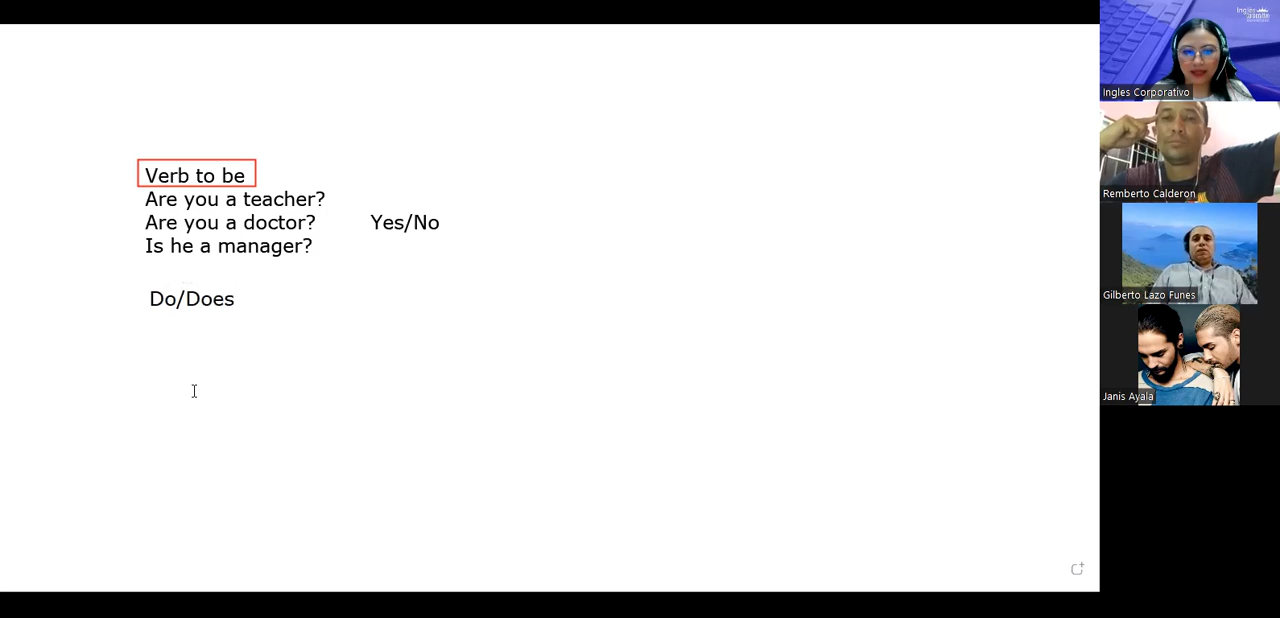 Verb to be
Are you a teacher?
Are you a doctor? Yes/No
Is he a manager?
Do/Does
Ingles
Ingles Corporativo
Remberto Calderon
Gilberto Lazo Funes
Janis Ayala